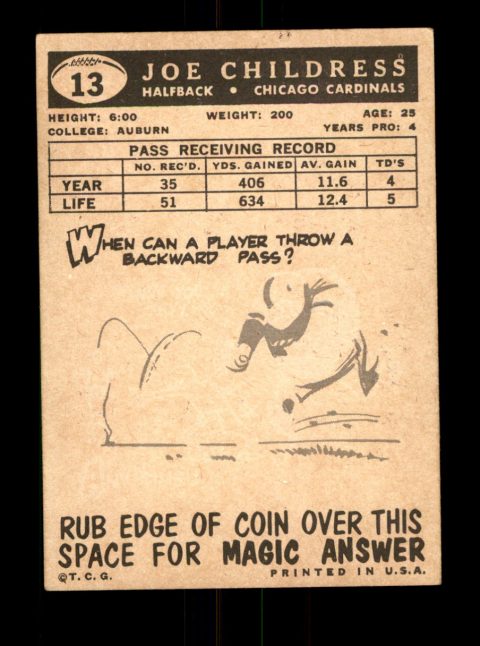 13
JOE CHILDRESS
HALFBACK • CHICAGO CARDINALS
HEIGHT: 6:00 WEIGHT: 200 AGE: 25
COLLEGE: AUBURN YEARS PRO: 4
PASS RECEIVING RECORD
NO. REC'D. YDS. GAINED AV. GAIN TD'S
YEAR 35 406 11.6 4
LIFE 51 634 12.4 5
WHEN CAN A PLAYER THROW A
BACKWARD PASS?
RUB EDGE OF COIN OVER THIS
SPACE FOR MAGIC ANSWER
©T.C.G. PRINTED IN U.S.A.